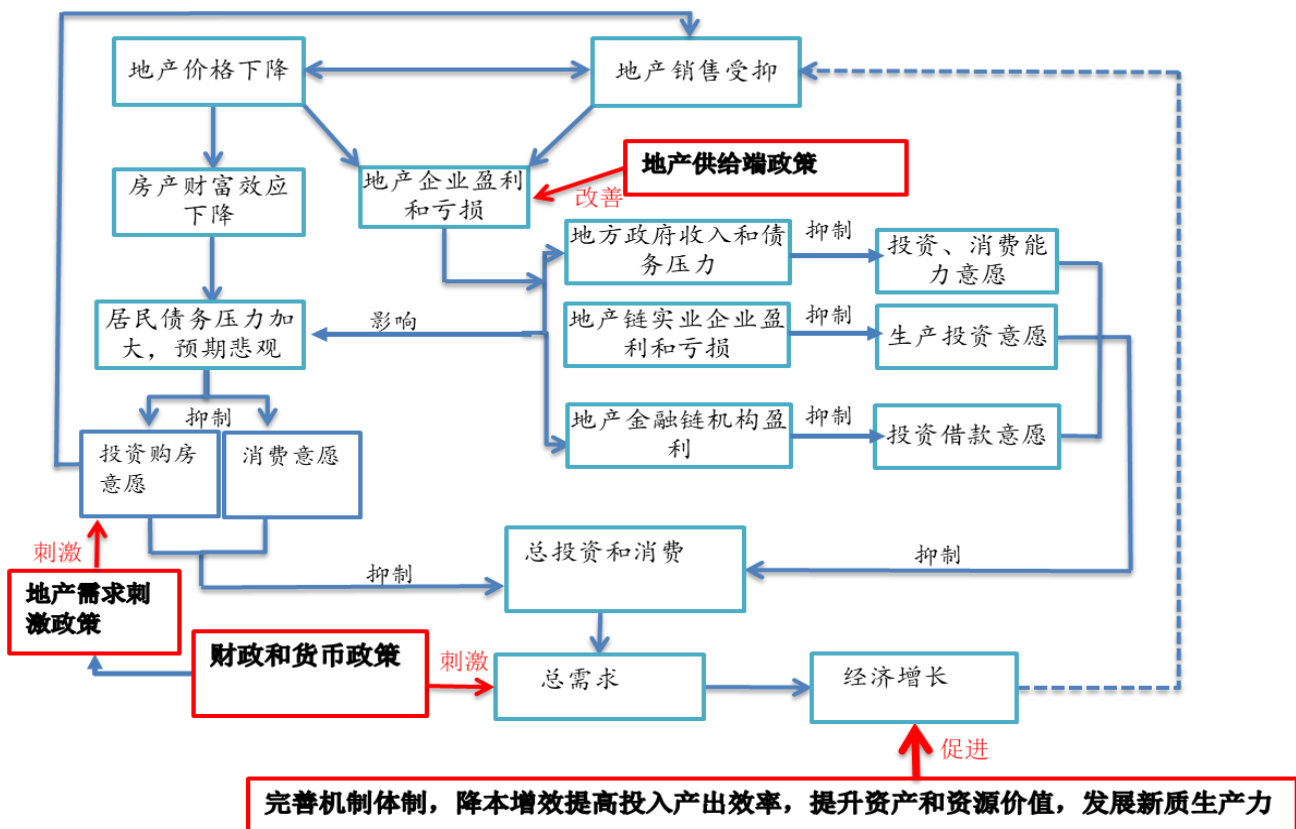 地产价格下降
地产销售受抑
地产供给端政策
改善
房产财富效应
下降
地产企业盈利
和亏损
地方政府收入和债
务压力
抑制
投资、消费能
力意愿
居民债务压力加
大，预期悲观
影响
地产链实业企业盈
利和亏损
抑制
生产投资意愿
抑制
地产金融链机构盈
利
抑制
投资借款意愿
投资购房
意愿
消费意愿
刺激
总投资和消费
抑制
抑制
地产需求刺
激政策
财政和货币政策
刺激
总需求
经济增长
促进
完善机制体制，降本增效提高投入产出效率，提升资产和资源价值，发展新质生产力